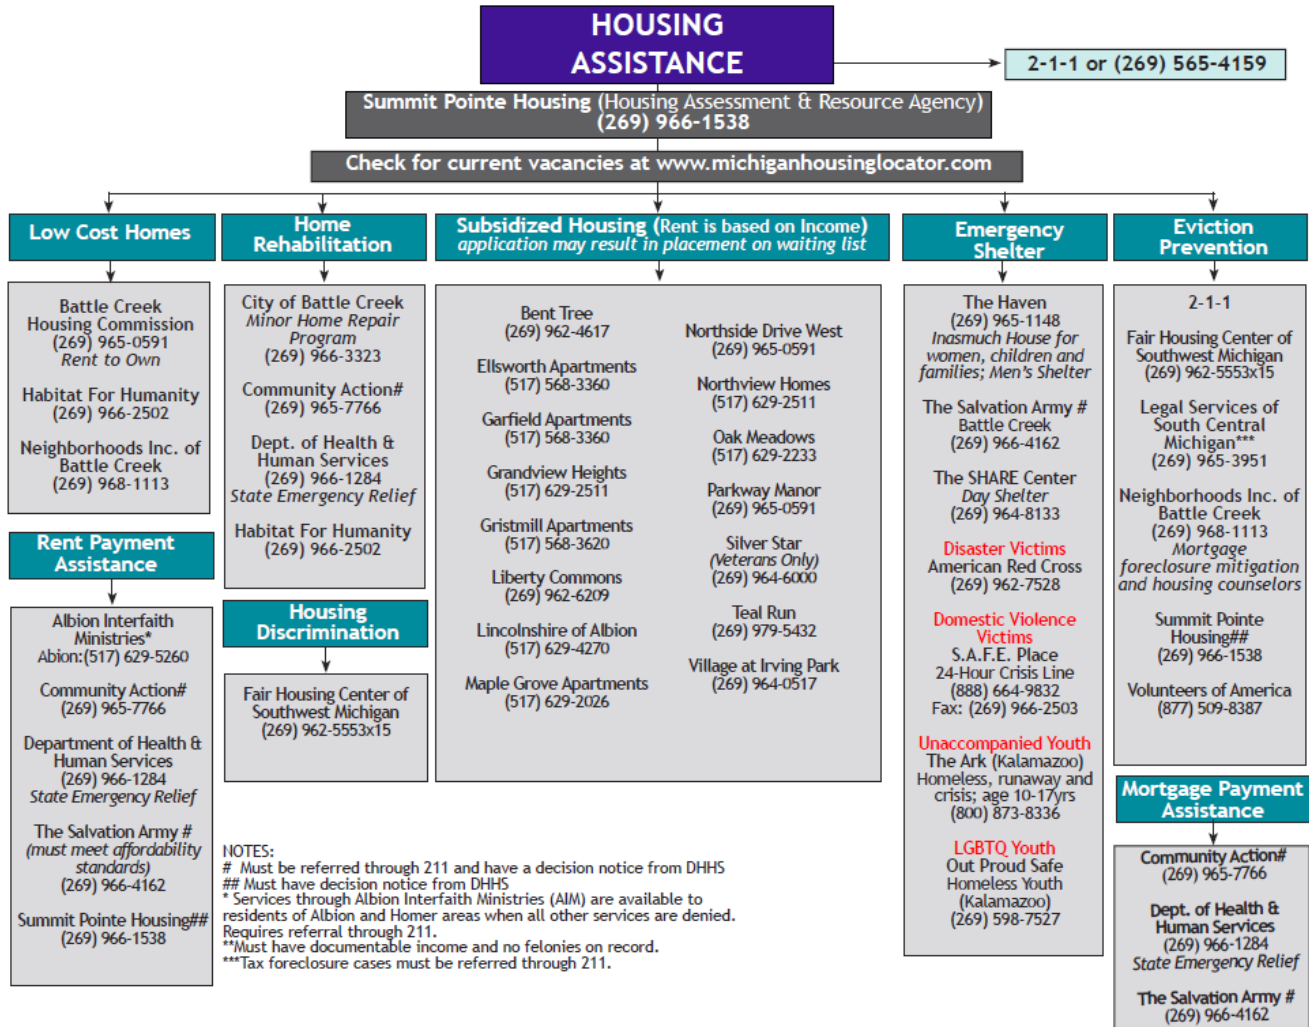 HOUSING
ASSISTANCE
2-1-1 or (269) 565-4159
Summit Pointe Housing (Housing Assessment & Resource Agency)
(269) 966-1538
Check for current vacancies at www.michiganhousinglocator.com
Low Cost Homes
Battle Creek
Housing Commission
(269) 965-0591
Rent to Own
Habitat For Humanity
(269) 966-2502
Neighborhoods Inc. of
Battle Creek
(269) 968-1113
Rent Payment
Assistance
Albion Interfaith
Ministries*
Abion:(517) 629-5260
Community Action#
(269) 965-7766
Department of Health &
Human Services
(269) 966-1284
State Emergency Relief
The Salvation Army #
(must meet affordability
standards)
(269) 966-4162
Summit Pointe Housing##
(269) 966-1538
Home
Rehabilitation
City of Battle Creek
Minor Home Repair
Program
(269) 966-3323
Community Action#
(269) 965-7766
Dept. of Health &
Human Services
(269) 966-1284
State Emergency Relief
Habitat For Humanity
(269) 966-2502
Housing
Discrimination
Fair Housing Center of
Southwest Michigan
(269) 962-5553x15
Subsidized Housing (Rent is based on Income)
application may result in placement on waiting list
Bent Tree
(269) 962-4617
Ellsworth Apartments
(517) 568-3360
Garfield Apartments
(517) 568-3360
Grandview Heights
(517) 629-2511
Gristmill Apartments
(517) 568-3620
Liberty Commons
(269) 962-6209
Lincolnshire of Albion
(517) 629-4270
Maple Grove Apartments
(517) 629-2026
Northside Drive West
(269) 965-0591
Northview Homes
(517) 629-2511
Oak Meadows
(517) 629-2233
Parkway Manor
(269) 965-0591
Silver Star
(Veterans Only)
(269) 964-6000
Teal Run
(269) 979-5432
Village at Irving Park
(269) 964-0517
Emergency
Shelter
The Haven
(269) 965-1148
Inasmuch House for
women, children and
families; Men's Shelter
The Salvation Army #
Battle Creek
(269) 966-4162
The SHARE Center
Day Shelter
(269) 964-8133
Disaster Victims
American Red Cross
(269) 962-7528
Domestic Violence
Victims
S.A.F.E. Place
24-Hour Crisis Line
(888) 664-9832
Fax: (269) 966-2503
Unaccompanied Youth
The Ark (Kalamazoo)
Homeless, runaway and
crisis; age 10-17yrs
(800) 873-8336
LGBTQ Youth
Out Proud Safe
Homeless Youth
(Kalamazoo)
(269) 598-7527
Eviction
Prevention
2-1-1
Fair Housing Center of
Southwest Michigan
(269) 962-5553x15
Legal Services of
South Central
Michigan***
(269) 965-3951
Neighborhoods Inc. of
Battle Creek
(269) 968-1113
Mortgage
foreclosure mitigation
and housing counselors
Summit Pointe
Housing##
(269) 966-1538
Volunteers of America
(877) 509-8387
Mortgage Payment
Assistance
Community Action#
(269) 965-7766
Dept. of Health &
Human Services
(269) 966-1284
State Emergency Relief
The Salvation Army #
(269) 966-4162
NOTES:
# Must be referred through 211 and have a decision notice from DHHS
## Must have decision notice from DHHS
* Services through Albion Interfaith Ministries (AIM) are available to
residents of Albion and Homer areas when all other services are denied.
Requires referral through 211.
**Must have documentable income and no felonies on record.
***Tax foreclosure cases must be referred through 211.